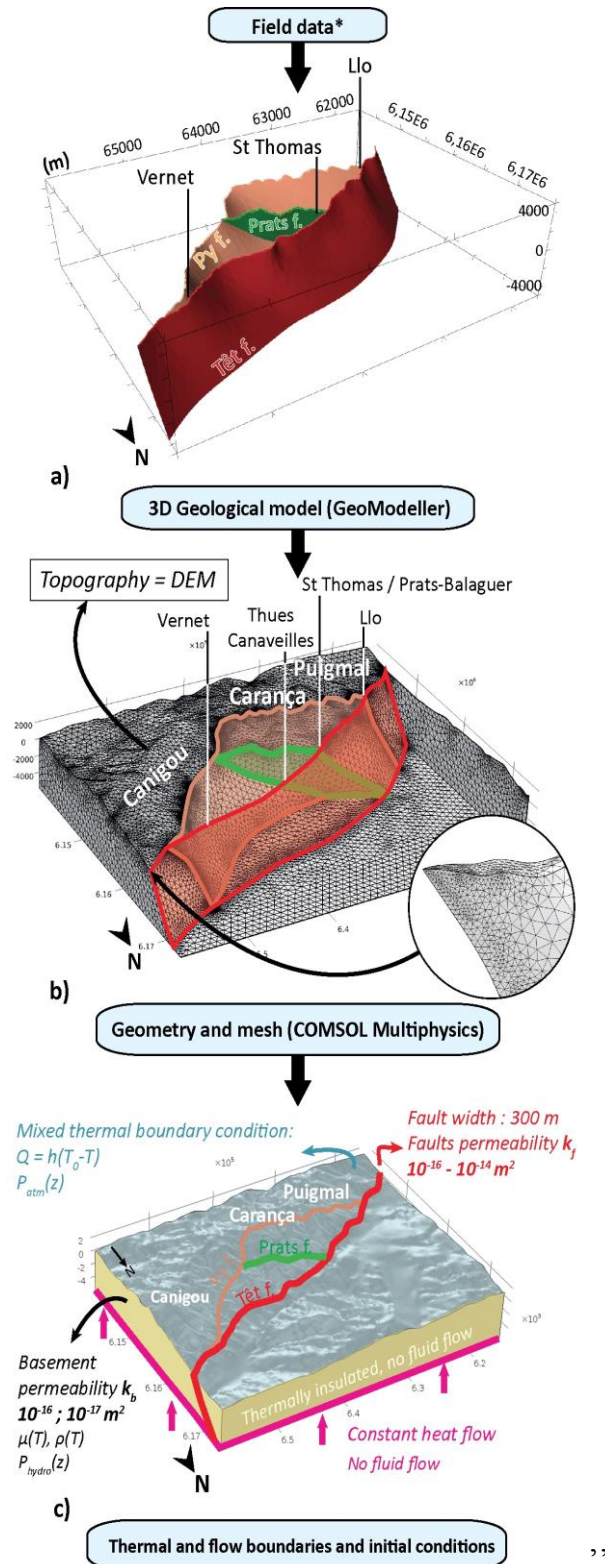 Field data*
Llo
62000
63000
64000
65000
6,15E6
6,16E6
6,17E6
(m)
St Thomas
Vernet
4000
0
-4000
Prats f.
Py f.
Têt f.
N
a)
3D Geological model (GeoModeller)
Topography = DEM
St Thomas / Prats-Balaguer
Thues
Canaveilles
Vernet
Llo
Puigmal
Carança
Canigou
2000
0
-2000
-4000
6.15
6.16
6.17
6.4
N
b)
Geometry and mesh (COMSOL Multiphysics)
Mixed thermal boundary condition:
Q = h(T₀-T)
Pₐₜₘ(z)
Fault width : 300 m
Faults permeability k_f
10⁻¹⁶ - 10⁻¹⁴ m²
×10⁵
Puigmal
Carança
Prats f.
Py f.
Têt f.
Canigou
2
0
-2
-4
N
6.15
6.16
6.17
6.2
6.3
6.4
6.5
Thermally insulated, no fluid flow
Basement
permeability k_b
10⁻¹⁶ ; 10⁻¹⁷ m²
μ(T), ρ(T)
P_hydro(z)
Constant heat flow
No fluid flow
N
c)
Thermal and flow boundaries and initial conditions
,,